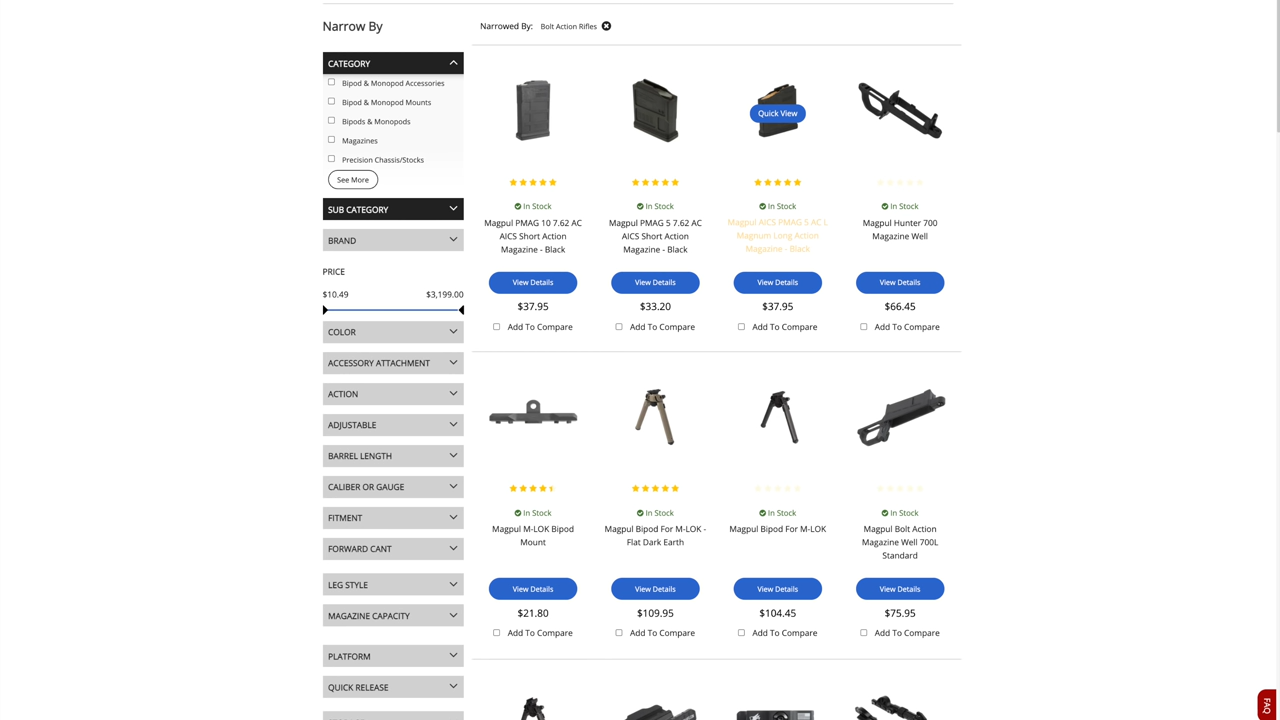 Narrow By
Narrowed By: Bolt Action Rifles
CATEGORY
Bipod & Monopod Accessories
Bipod & Monopod Mounts
Bipods & Monopods
Magazines
Precision Chassis/Stocks
See More
SUB CATEGORY
BRAND
PRICE
$10.49 $3,199.00
COLOR
ACCESSORY ATTACHMENT
ACTION
ADJUSTABLE
BARREL LENGTH
CALIBER OR GAUGE
FITMENT
FORWARD CANT
LEG STYLE
MAGAZINE CAPACITY
PLATFORM
QUICK RELEASE
In Stock
Magpul PMAG 10 7.62 AC
AICS Short Action
Magazine - Black
View Details
$37.95
Add To Compare
In Stock
Magpul PMAG 5 7.62 AC
AICS Short Action
Magazine - Black
View Details
$33.20
Add To Compare
Quick View
In Stock
Magpul AICS PMAG 5 AC L
Magnum Long Action
Magazine - Black
View Details
$37.95
Add To Compare
In Stock
Magpul Hunter 700
Magazine Well
View Details
$66.45
Add To Compare
In Stock
Magpul M-LOK Bipod
Mount
View Details
$21.80
Add To Compare
In Stock
Magpul Bipod For M-LOK -
Flat Dark Earth
View Details
$109.95
Add To Compare
In Stock
Magpul Bipod For M-LOK
View Details
$104.45
Add To Compare
In Stock
Magpul Bolt Action
Magazine Well 700L
Standard
View Details
$75.95
Add To Compare
FAQ